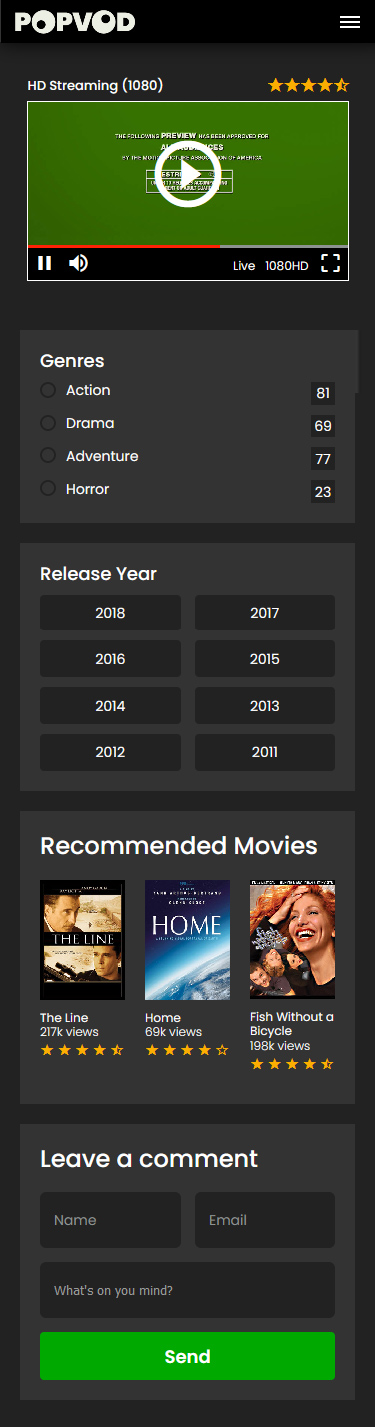 POPVOD
HD Streaming (1080)
THE FOLLOWING PREVIEW HAS BEEN APPROVED FOR
AUDIENCES
BY THE MOTION PICTURE ASSOCIATION OF AMERICA
Live 1080HD
Genres
Action 81
Drama 69
Adventure 77
Horror 23
Release Year
2018 2017
2016 2015
2014 2013
2012 2011
Recommended Movies
THE LINE
HOME
The Line
217k views
Home
69k views
Fish Without a
Bicycle
198k views
Leave a comment
Name Email
What's on you mind?
Send